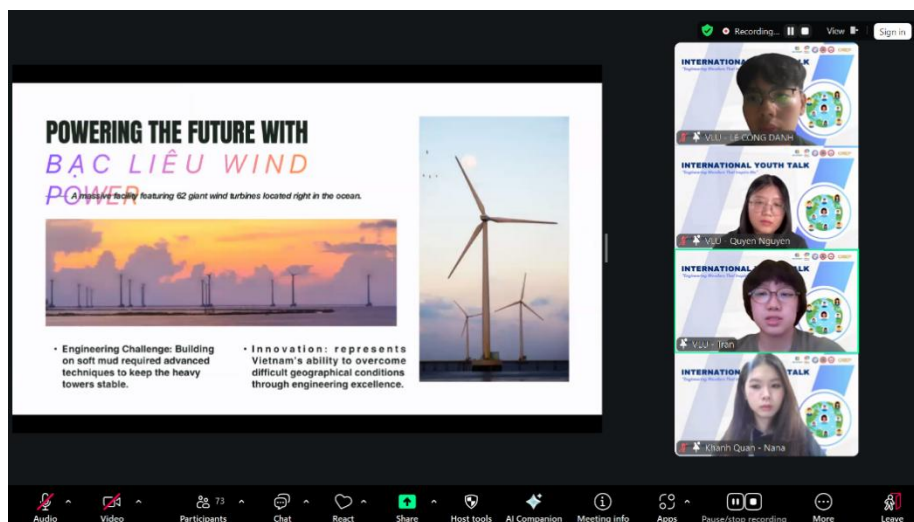 Recording...
View
Sign in
POWERING THE FUTURE WITH
BẠC LIÊU WIND
POWER
A massive facility featuring 62 giant wind turbines located right in the ocean.
• Engineering Challenge: Building
on soft mud required advanced
techniques to keep the heavy
towers stable.
• Innovation: represents
Vietnam's ability to overcome
difficult geographical conditions
through engineering excellence.
INTERNATIONAL TALK
VLU - LE CONG DANH
INTERNATIONAL YOUTH TALK
VLU - Quyen Nguyen
INTERNATIONAL TALK
VLU - Tran
INTERNATIONAL TALK
Khanh Quan - Nana
Audio
Video
73
Participants
Chat
React
Share
Host tools
AI Companion
Meeting info
Apps
Pause/stop recording
More
Leave